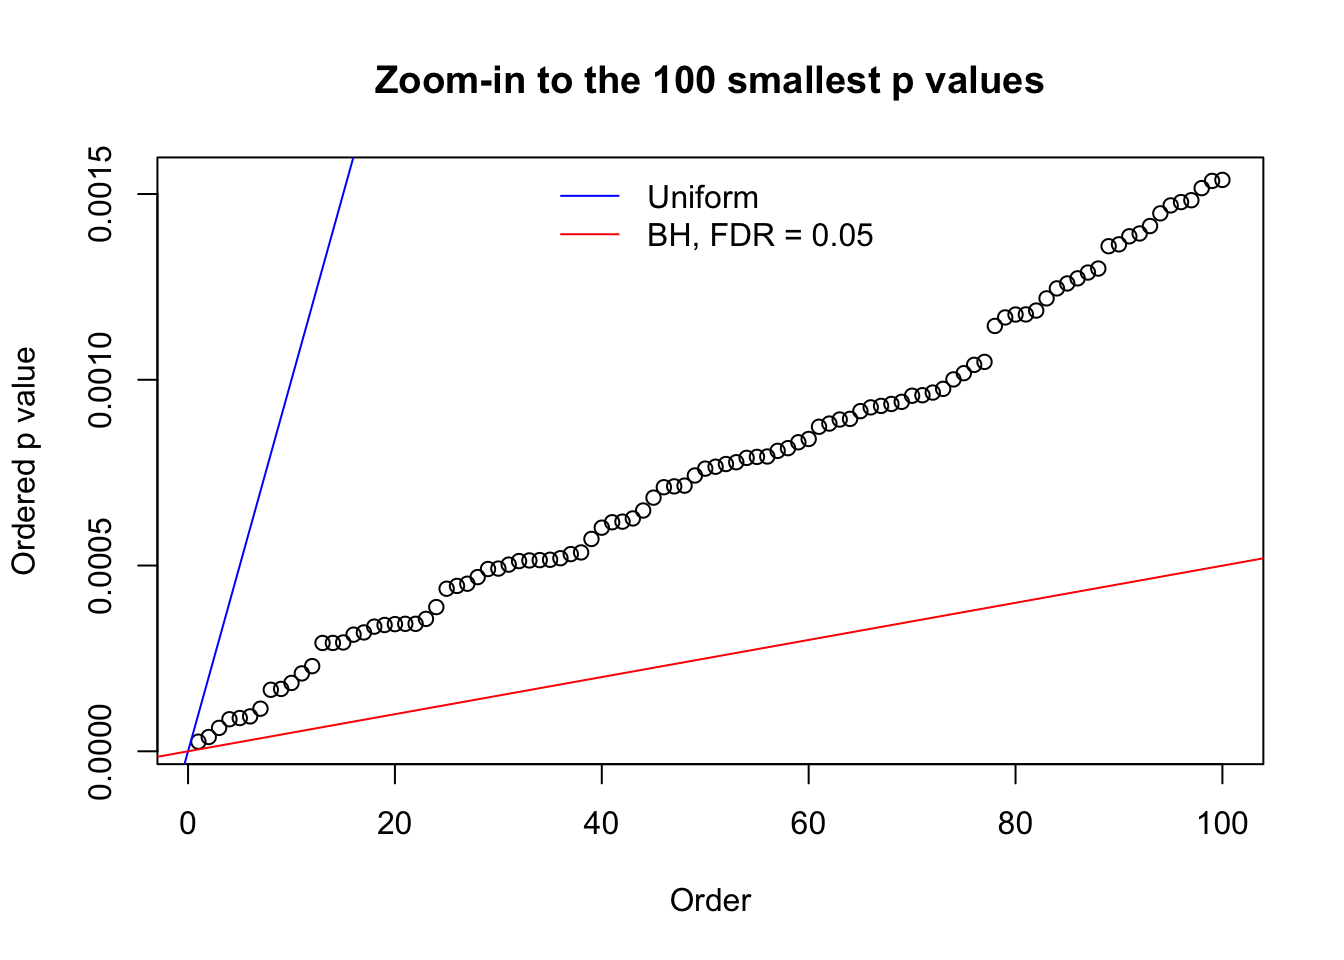 Zoom-in to the 100 smallest p values
Uniform
BH, FDR = 0.05
Ordered p value
0.0015
0.0010
0.0005
0.0000
0 20 40 60 80 100
Order